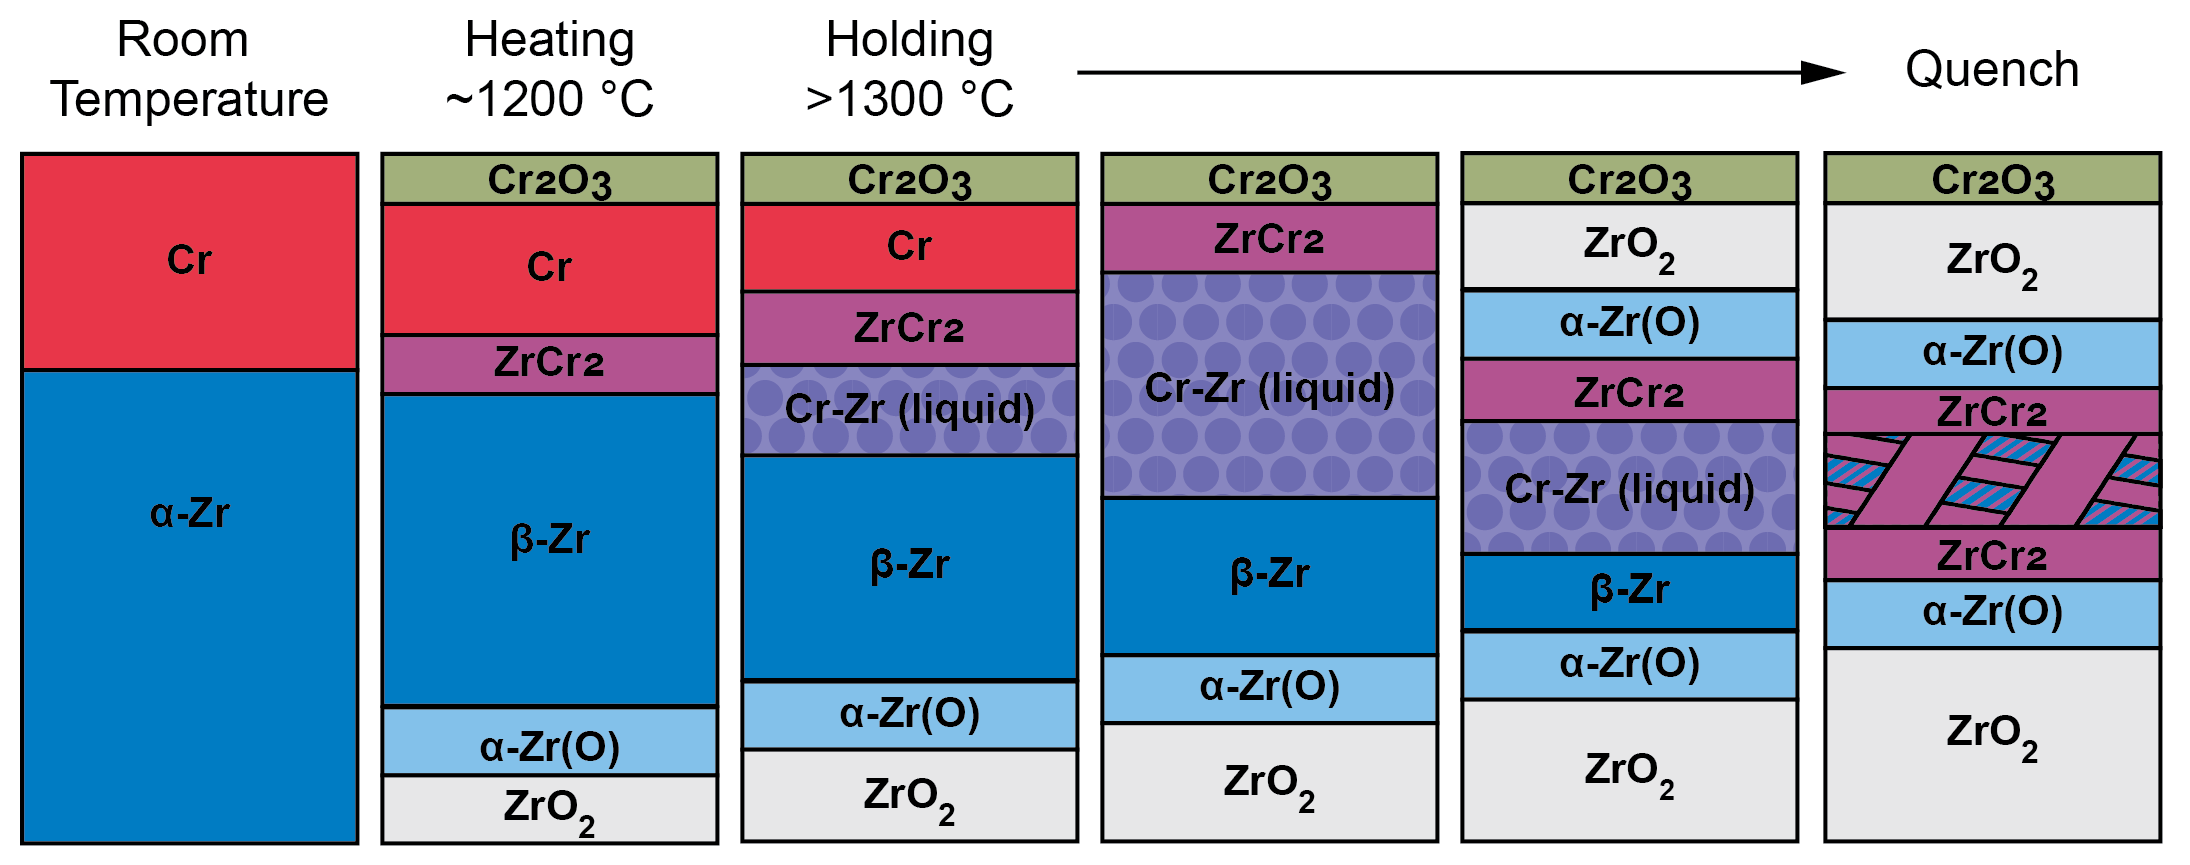 Room
Temperature
Heating
~1200 °C
Holding
>1300 °C
Quench
Cr
α-Zr
Cr2O3
Cr
ZrCr2
β-Zr
α-Zr(O)
ZrO2
Cr2O3
Cr
ZrCr2
Cr-Zr (liquid)
β-Zr
α-Zr(O)
ZrO2
Cr2O3
ZrCr2
Cr-Zr (liquid)
β-Zr
α-Zr(O)
ZrO2
Cr2O3
ZrO2
α-Zr(O)
ZrCr2
Cr-Zr (liquid)
β-Zr
α-Zr(O)
ZrO2
Cr2O3
ZrO2
α-Zr(O)
ZrCr2
ZrCr2
α-Zr(O)
ZrO2